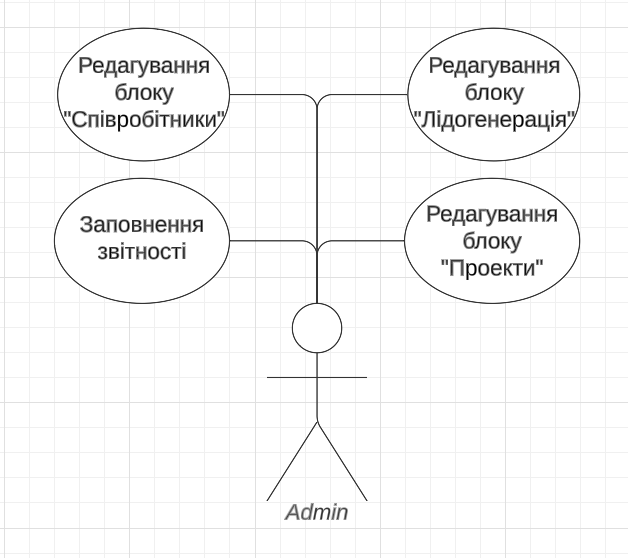 Редагування
блоку
"Співробітники"
Редагування
блоку
"Лідогенерація"
Заповнення
звітності
Редагування
блоку
"Проекти"
Admin